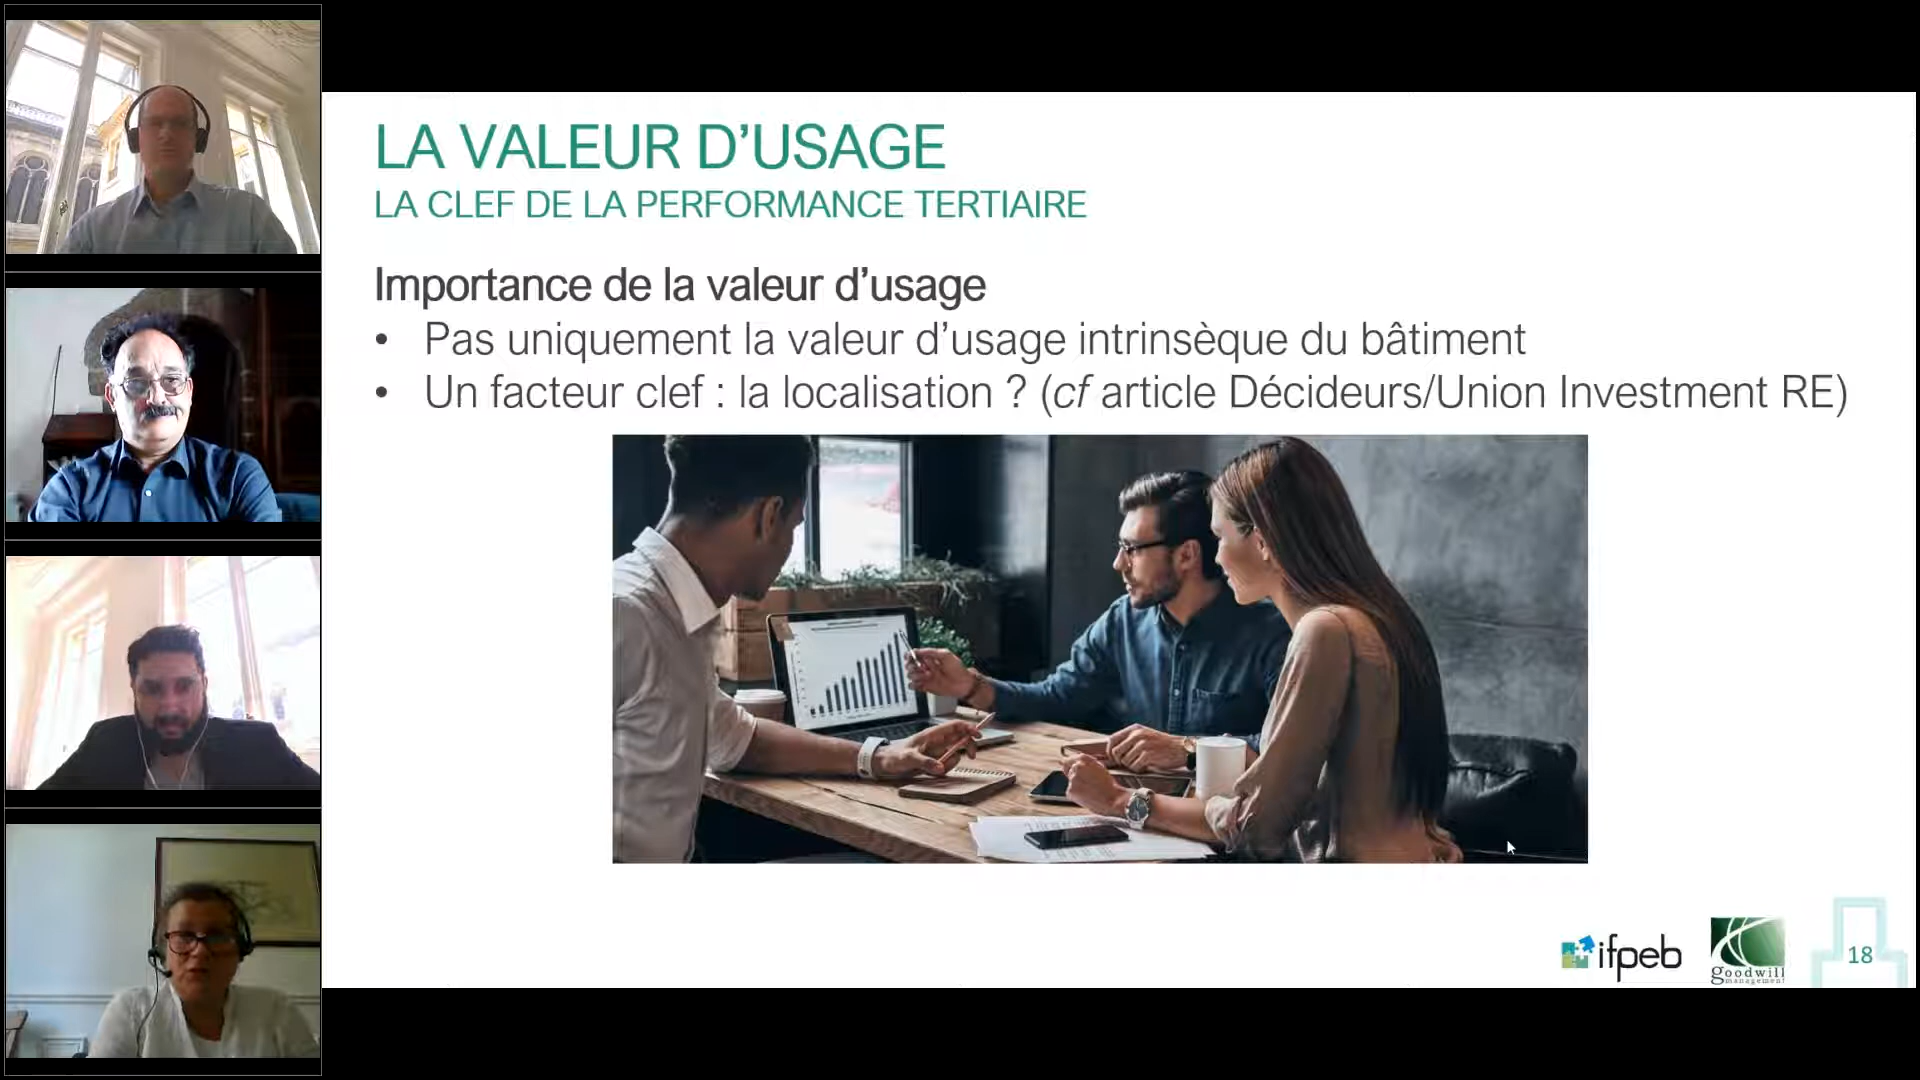 LA VALEUR D’USAGE
LA CLEF DE LA PERFORMANCE TERTIAIRE
Importance de la valeur d’usage
• Pas uniquement la valeur d’usage intrinsèque du bâtiment
• Un facteur clef : la localisation ? (cf article Décideurs/Union Investment RE)
ifpeb
goodwill
management
18